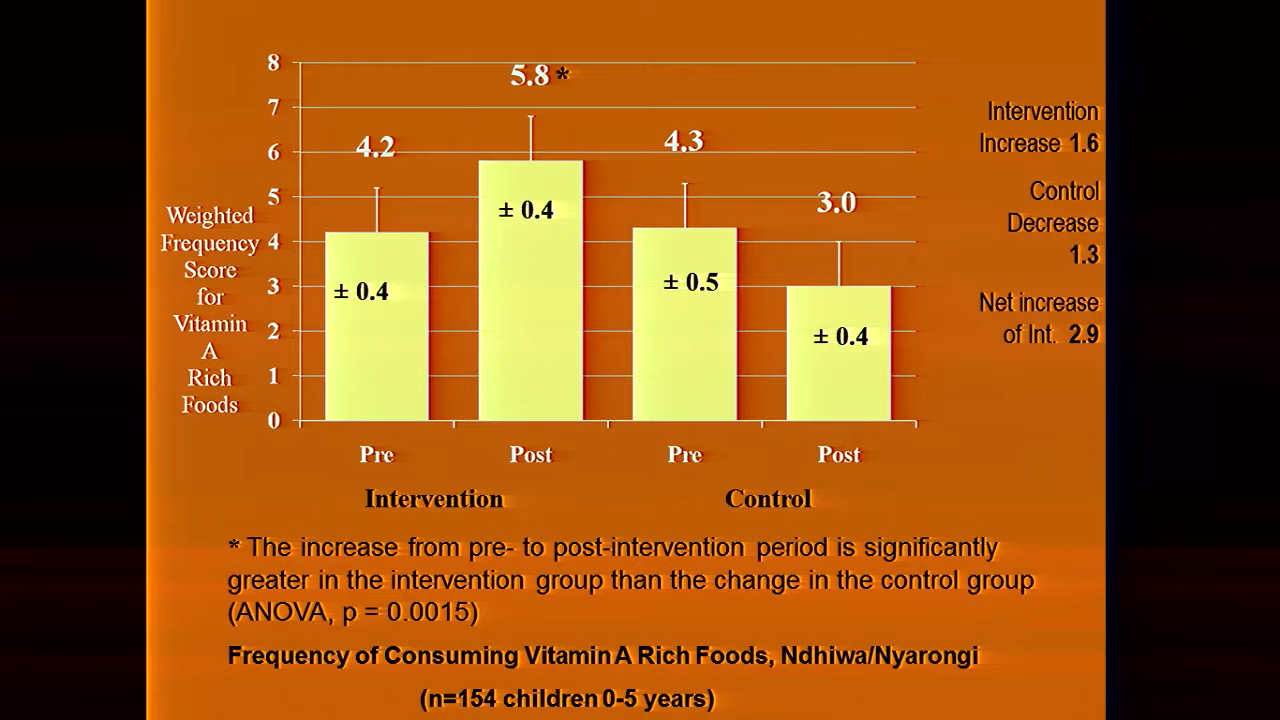 8
7
6
5
4
3
2
1
0
Weighted
Frequency
Score
for
Vitamin
A
Rich
Foods
4.2
5.8 *
4.3
3.0
± 0.4
± 0.4
± 0.5
± 0.4
Pre
Post
Pre
Post
Intervention
Control
Intervention
Increase 1.6
Control
Decrease
1.3
Net increase
of Int. 2.9
* The increase from pre- to post-intervention period is significantly
greater in the intervention group than the change in the control group
(ANOVA, p = 0.0015)
Frequency of Consuming Vitamin A Rich Foods, Ndhiwa/Nyarongi
(n=154 children 0-5 years)